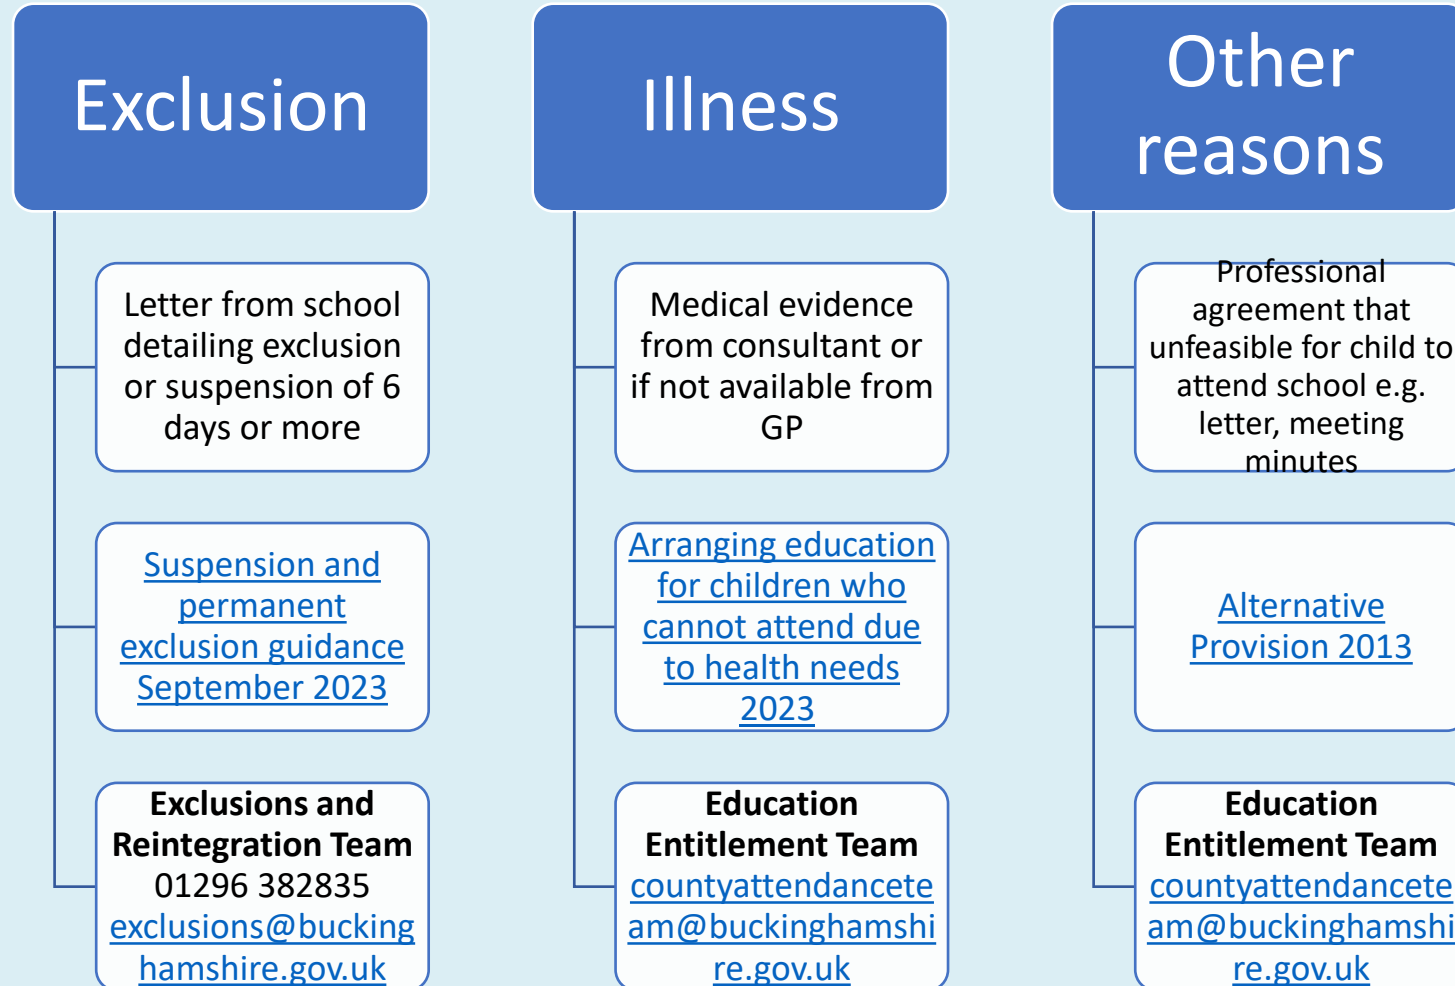 Exclusion
Letter from school
detailing exclusion
or suspension of 6
days or more
Suspension and
permanent
exclusion guidance
September 2023
Exclusions and
Reintegration Team
01296 382835
exclusions@bucking
hamshire.gov.uk
Illness
Medical evidence
from consultant or
if not available from
GP
Arranging education
for children who
cannot attend due
to health needs
2023
Education
Entitlement Team
countyattendancete
am@buckinghamshi
re.gov.uk
Other
reasons
Professional
agreement that
unfeasible for child to
attend school e.g.
letter, meeting
minutes
Alternative
Provision 2013
Education
Entitlement Team
countyattendancete
am@buckinghamshi
re.gov.uk